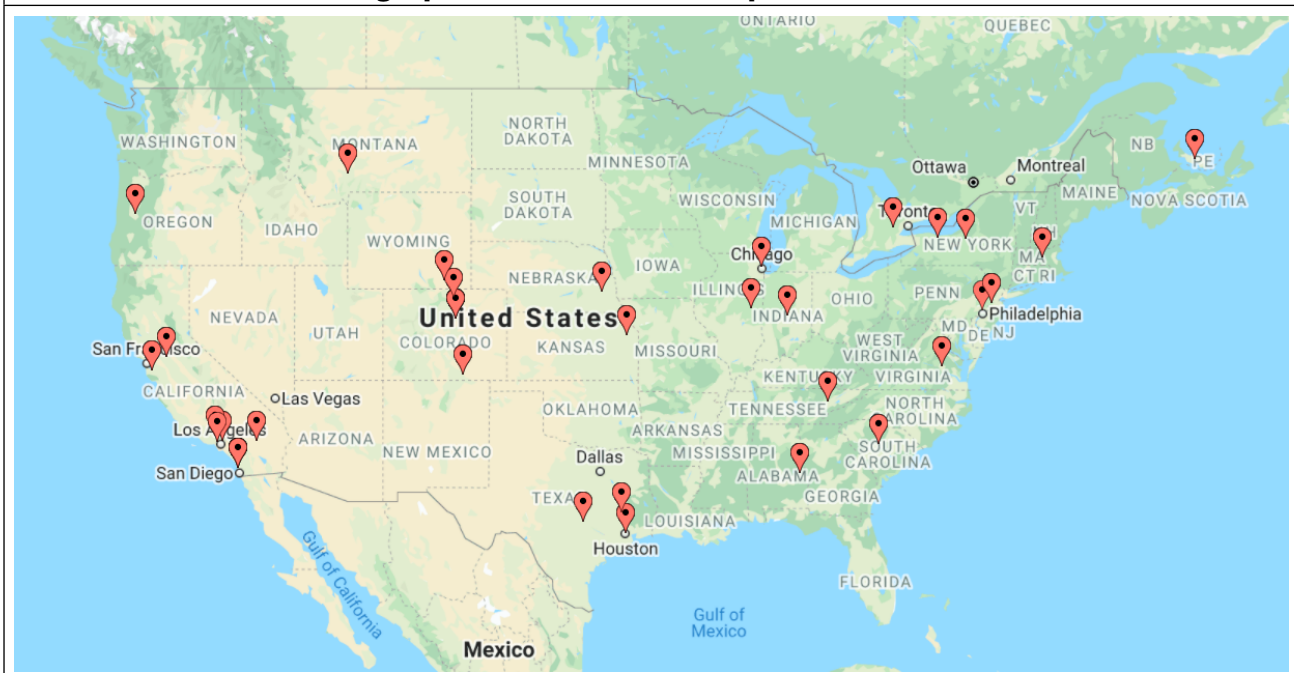 ONTARIO
QUEBEC
WASHINGTON
MONTANA
NORTH
DAKOTA
MINNESOTA
Ottawa
Montreal
NB
PE
MAINE
NOVA SCOTIA
OREGON
IDAHO
SOUTH
DAKOTA
WISCONSIN
MICHIGAN
Toronto
VT
NH
WYOMING
NEW YORK
MA
CT RI
IOWA
Chicago
NEBRASKA
ILLINOIS
INDIANA
OHIO
PENN
NEVADA
UTAH
United States
COLORADO
KANSAS
MISSOURI
WEST
VIRGINIA
MD
DE NJ
Philadelphia
San Francisco
CALIFORNIA
Las Vegas
KENTUCKY
VIRGINIA
Los Angeles
ARIZONA
NEW MEXICO
OKLAHOMA
ARKANSAS
TENNESSEE
NORTH
CAROLINA
MISSISSIPPI
SOUTH
CAROLINA
San Diego
Dallas
ALABAMA
GEORGIA
TEXAS
LOUISIANA
Houston
Gulf of California
FLORIDA
Gulf of
Mexico
Mexico